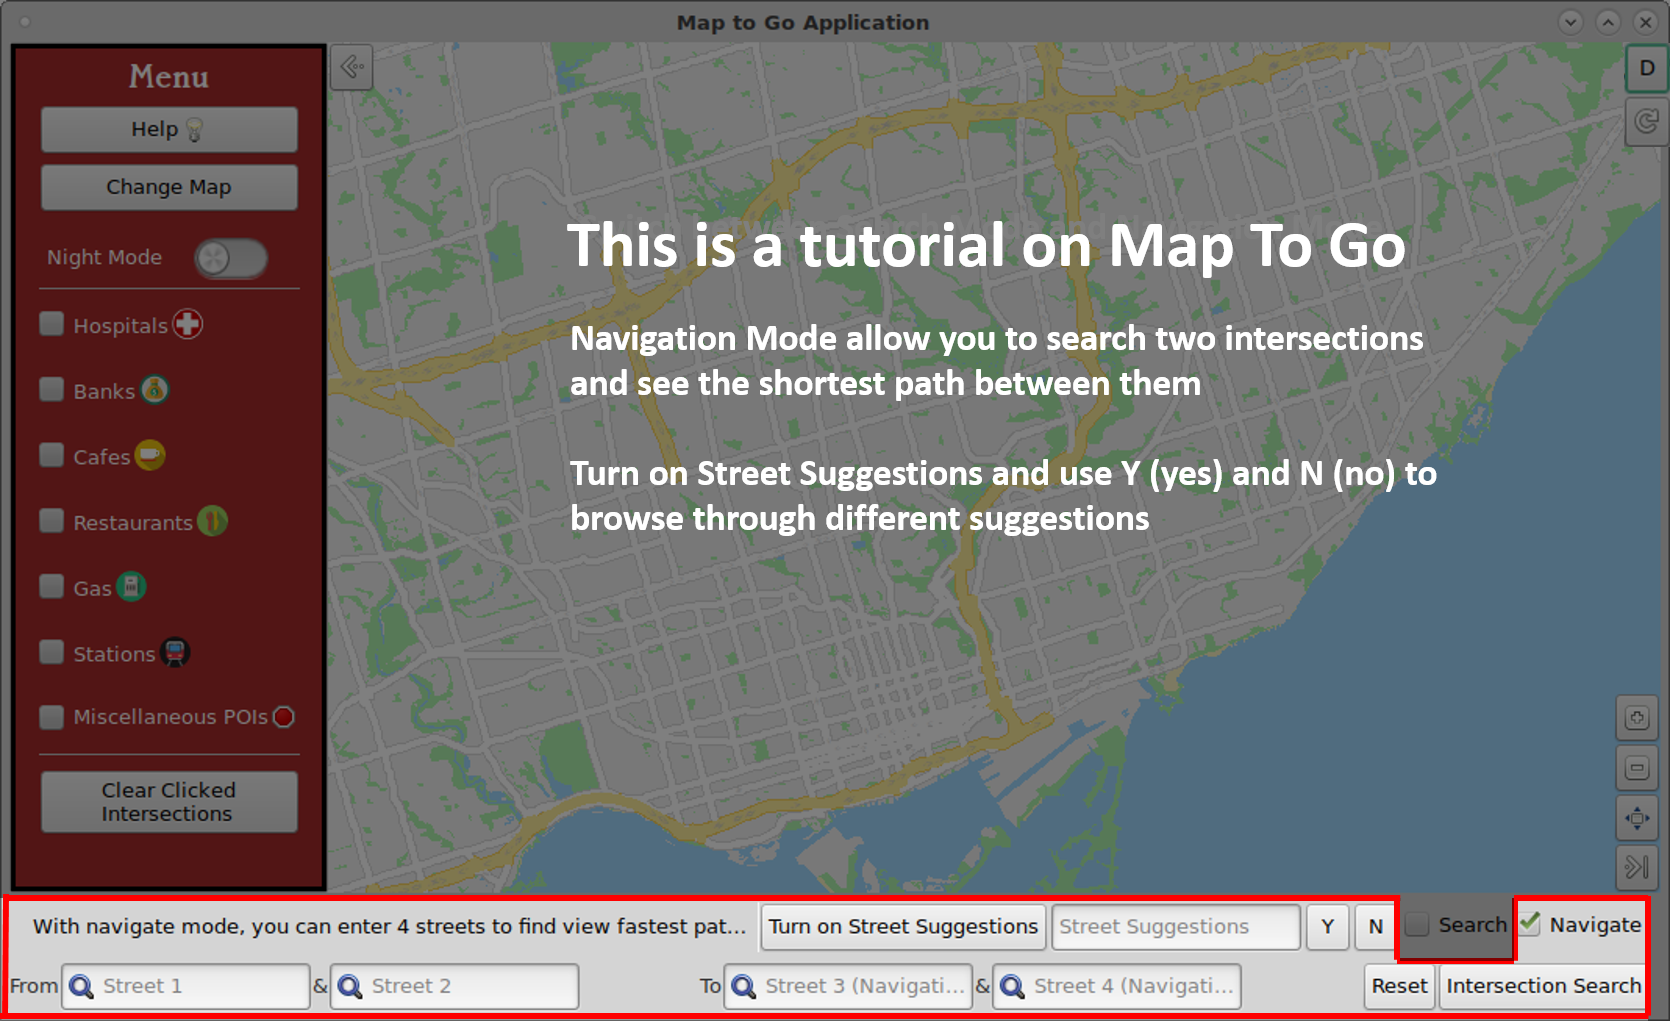 Map to Go Application
Menu
Help
Change Map
Night Mode
Hospitals
Banks
Cafes
Restaurants
Gas
Stations
Miscellaneous POIs
Clear Clicked
Intersections
D
This is a tutorial on Map To Go
Navigation Mode allow you to search two intersections
and see the shortest path between them
Turn on Street Suggestions and use Y (yes) and N (no) to
browse through different suggestions
With navigate mode, you can enter 4 streets to find view fastest pat... Turn on Street Suggestions Street Suggestions Y N Search Navigate
From Street 1 & Street 2 To Street 3 (Navigati... & Street 4 (Navigati... Reset Intersection Search